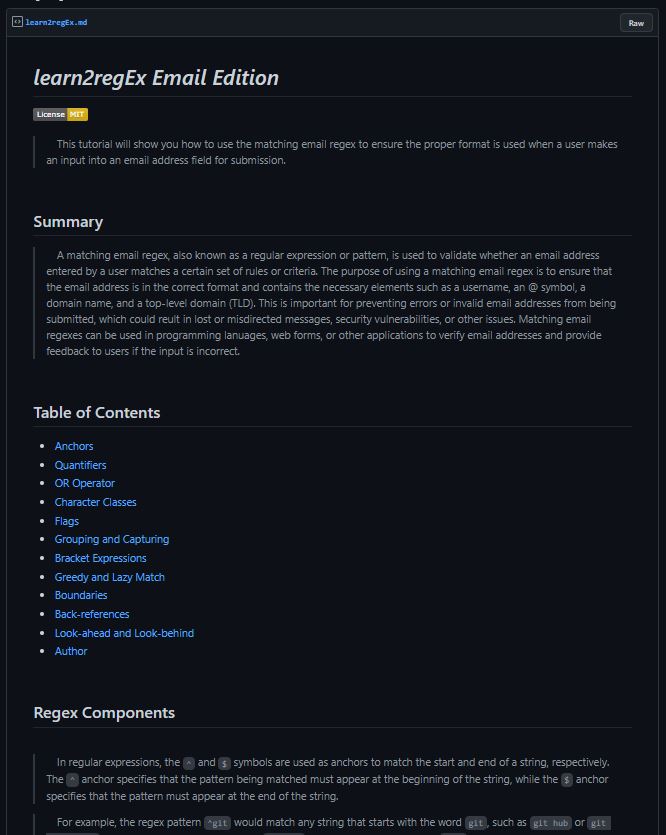 learn2regEx.md
Raw
learn2regEx Email Edition
License MIT
This tutorial will show you how to use the matching email regex to ensure the proper format is used when a user makes
an input into an email address field for submission.
Summary
A matching email regex, also known as a regular expression or pattern, is used to validate whether an email address
entered by a user matches a certain set of rules or criteria. The purpose of using a matching email regex is to ensure that
the email address is in the correct format and contains the necessary elements such as a username, an @ symbol, a
domain name, and a top-level domain (TLD). This is important for preventing errors or invalid email addresses from being
submitted, which could reult in lost or misdirected messages, security vulnerabilities, or other issues. Matching email
regexes can be used in programming lanuages, web forms, or other applications to verify email addresses and provide
feedback to users if the input is incorrect.
Table of Contents
Anchors
Quantifiers
OR Operator
Character Classes
Flags
Grouping and Capturing
Bracket Expressions
Greedy and Lazy Match
Boundaries
Back-references
Look-ahead and Look-behind
Author
Regex Components
In regular expressions, the ^ and $ symbols are used as anchors to match the start and end of a string, respectively.
The ^ anchor specifies that the pattern being matched must appear at the beginning of the string, while the $ anchor
specifies that the pattern must appear at the end of the string.
For example, the regex pattern ^git would match any string that starts with the word git, such as git hub or git